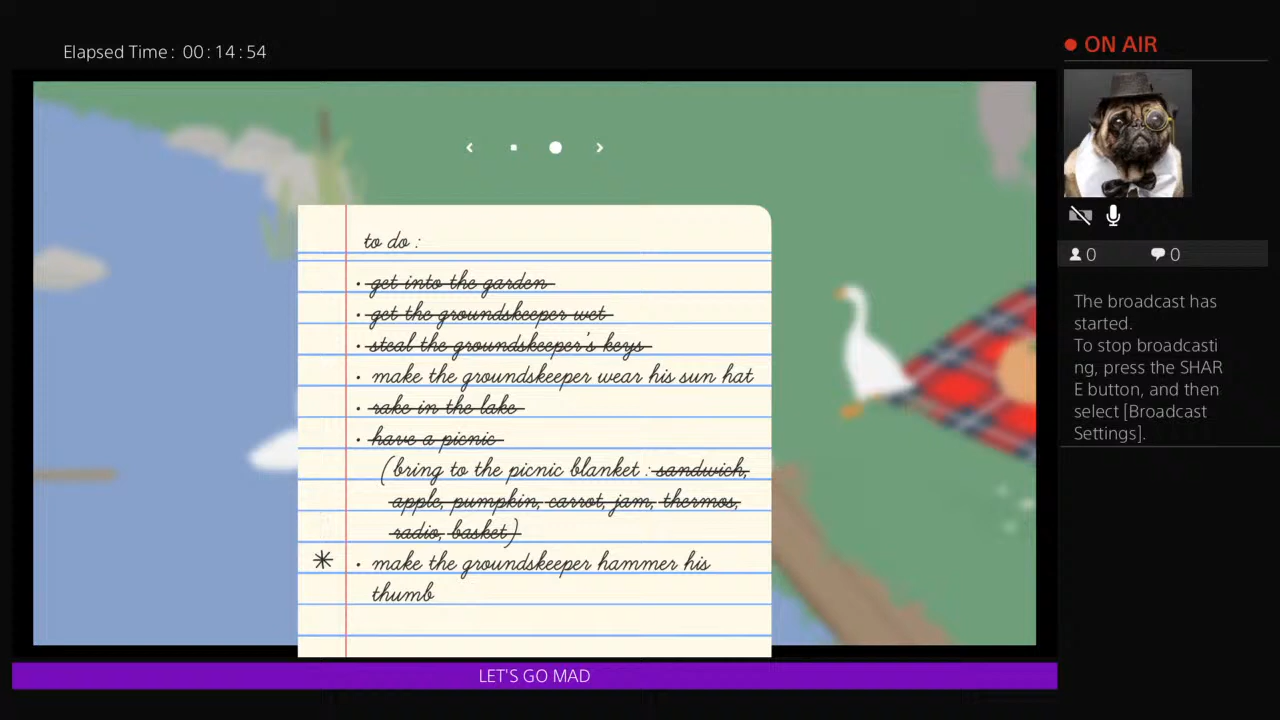 Elapsed Time: 00:14:54
ON AIR
to do :
• get into the garden
• get the groundskeeper wet
• steal the groundskeeper's keys
• make the groundskeeper wear his sun hat
• rake in the lake
• have a picnic
(bring to the picnic blanket : sandwich,
apple, pumpkin, carrot, jam, thermos,
radio, basket)
• make the groundskeeper hammer his
thumb
0
0
The broadcast has
started.
To stop broadcasti
ng, press the SHAR
E button, and then
select [Broadcast
Settings].
LET'S GO MAD